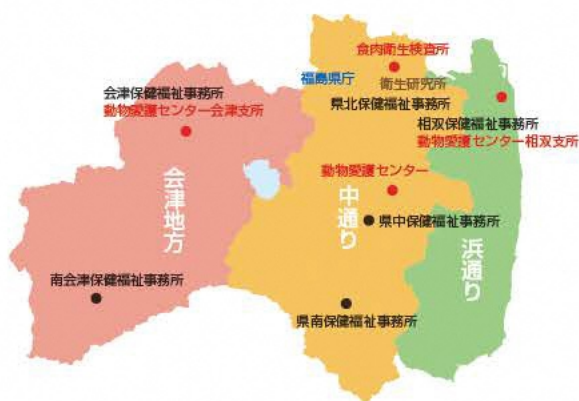 食肉衛生検査所
福島県庁
衛生研究所
県北保健福祉事務所
会津保健福祉事務所
動物愛護センター会津支所
相双保健福祉事務所
動物愛護センター相双支所
動物愛護センター
会津地方
中通り
浜通り
県中保健福祉事務所
南会津保健福祉事務所
県南保健福祉事務所